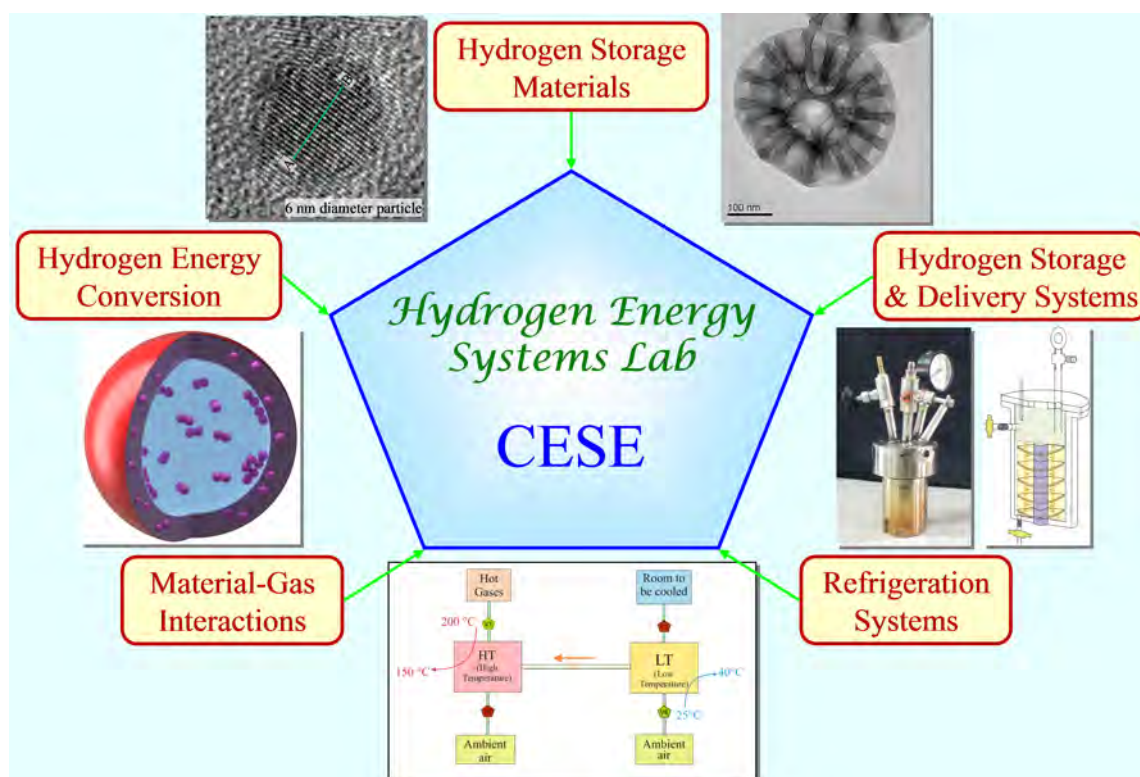 Hydrogen Storage
Materials
6 nm diameter particle
100 nm
Hydrogen Energy
Conversion
Hydrogen Storage
& Delivery Systems
Hydrogen Energy
Systems Lab
CESE
Material-Gas
Interactions
Refrigeration
Systems
Hot
Gases
Room to
be cooled
200 °C
150 °C
HT
(High
Temperature)
LT
(Low
Temperature)
40°C
25°C
Ambient
air
Ambient
air